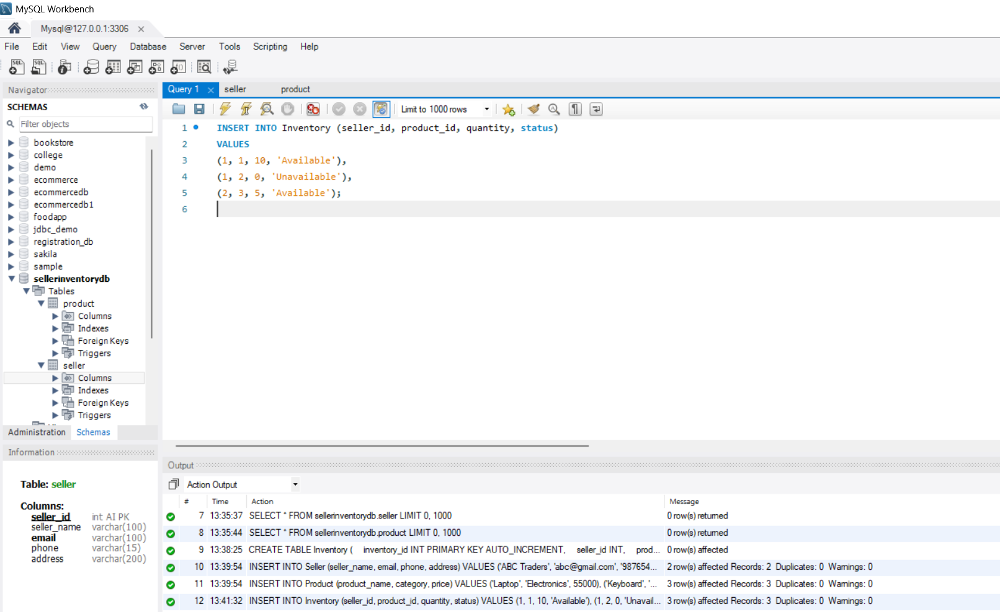 MySQL Workbench
Mysql@127.0.0.1:3306
File Edit View Query Database Server Tools Scripting Help
Navigator
SCHEMAS
Filter objects
bookstore
college
demo
ecommerce
ecommercedb
ecommercedb1
foodapp
jdbc_demo
registration_db
sakila
sample
sellerinventorydb
Tables
product
Columns
Indexes
Foreign Keys
Triggers
seller
Columns
Indexes
Foreign Keys
Triggers
Administration Schemas
Information
Table: seller
Columns:
seller_id int AI PK
seller_name varchar(100)
email varchar(100)
phone varchar(15)
address varchar(200)
Query 1 seller product
Limit to 1000 rows
1 INSERT INTO Inventory (seller_id, product_id, quantity, status)
2 VALUES
3 (1, 1, 10, 'Available'),
4 (1, 2, 0, 'Unavailable'),
5 (2, 3, 5, 'Available');
6
Output
Action Output
# Time Action Message
7 13:35:37 SELECT * FROM sellerinventorydb.seller LIMIT 0, 1000 0 row(s) returned
8 13:35:44 SELECT * FROM sellerinventorydb.product LIMIT 0, 1000 0 row(s) returned
9 13:38:25 CREATE TABLE Inventory ( inventory_id INT PRIMARY KEY AUTO_INCREMENT, seller_id INT, prod... 0 row(s) affected
10 13:39:54 INSERT INTO Seller (seller_name, email, phone, address) VALUES ('ABC Traders', 'abc@gmail.com', '987654... 2 row(s) affected Records: 2 Duplicates: 0 Warnings: 0
11 13:39:54 INSERT INTO Product (product_name, category, price) VALUES ('Laptop', 'Electronics', 55000), ('Keyboard', '... 3 row(s) affected Records: 3 Duplicates: 0 Warnings: 0
12 13:41:32 INSERT INTO Inventory (seller_id, product_id, quantity, status) VALUES (1, 1, 10, 'Available'), (1, 2, 0, 'Unavail... 3 row(s) affected Records: 3 Duplicates: 0 Warnings: 0